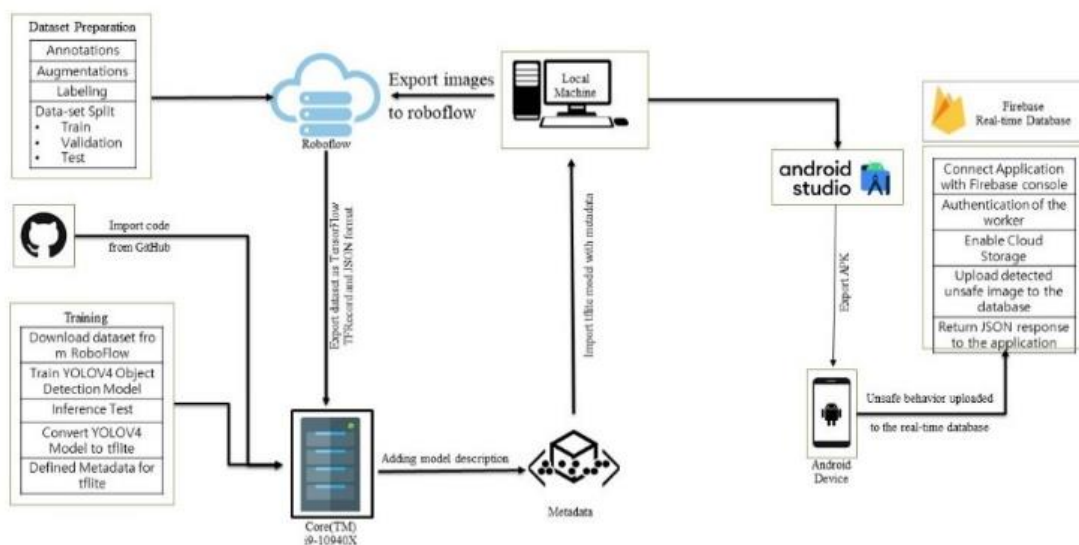 Dataset Preparation
Annotations
Augmentations
Labeling
Data-set Split
• Train
• Validation
• Test
Roboflow
Export images
to roboflow
Local
Machine
Firebase
Real-time Database
android
studio
Connect Application
with Firebase console
Authentication of the
worker
Enable Cloud
Storage
Upload detected
unsafe image to the
database
Return JSON response
to the application
Import code
from GitHub
Export dataset as TensorFlow
TFRecord and JSON format
Import tflite model with metadata
Export APK
Training
Download dataset fro
m RoboFlow
Train YOLOV4 Object
Detection Model
Inference Test
Convert YOLOV4
Model to tflite
Defined Metadata for
tflite
Core(TM)
i9-10940X
Adding model description
Metadata
Android
Device
Unsafe behavior uploaded
to the real-time database